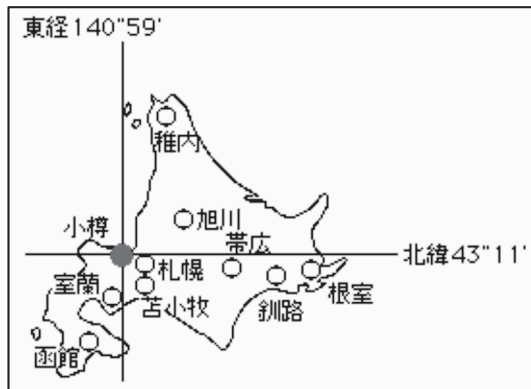 東経140"59'
稚内
旭川
小樽
帯広
北緯43"11'
札幌
室蘭
苫小牧
釧路
根室
函館